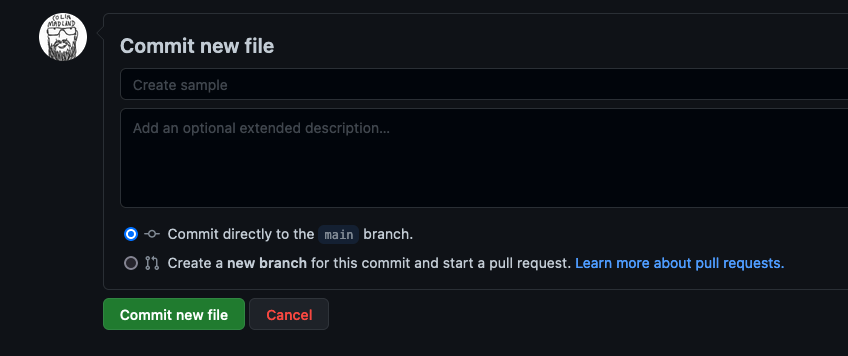 COLIN
MADLAND
Commit new file
Create sample
Add an optional extended description...
Commit directly to the main branch.
Create a new branch for this commit and start a pull request. Learn more about pull requests.
Commit new file
Cancel